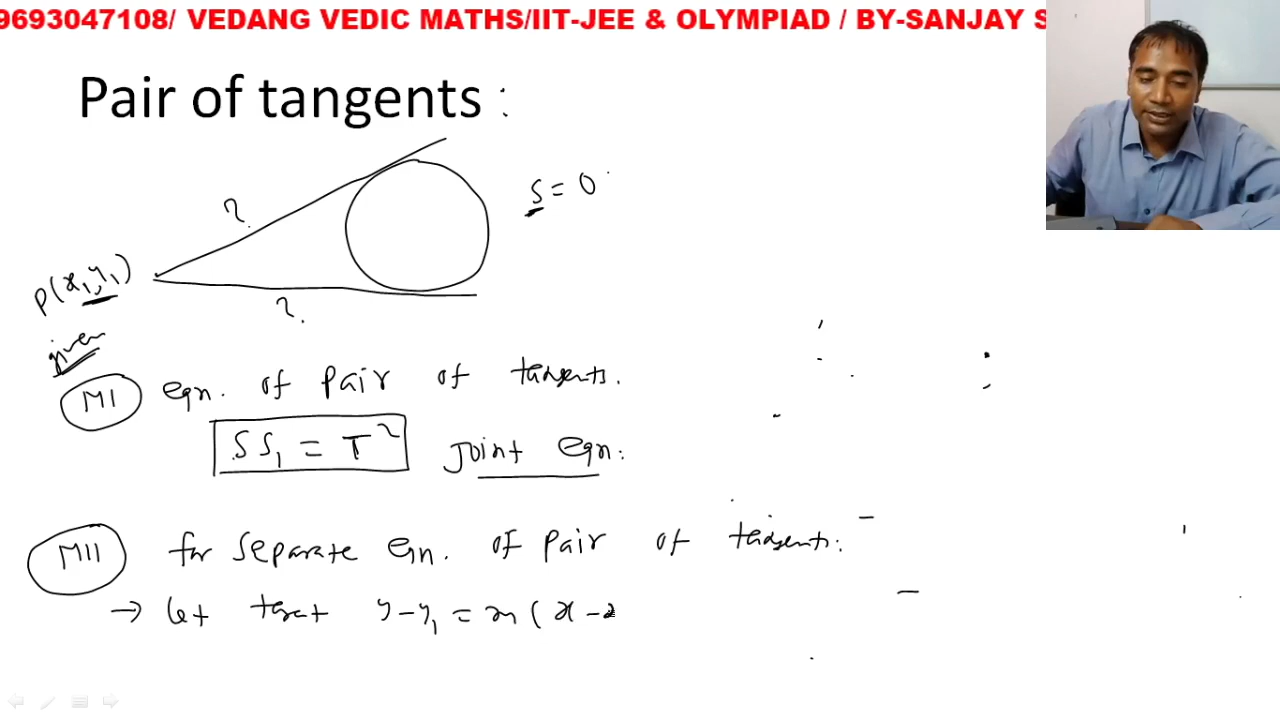 9693047108/ VEDANG VEDIC MATHS/IIT-JEE & OLYMPIAD / BY-SANJAY S
Pair of tangents :
S = 0
?
P(x₁,y₁)
?
given
MI eqn. of pair of tangents.
SS₁ = T² Joint eqn.
MII for separate eqn. of pair of tangents:
→ let that y-y₁ = m(x-